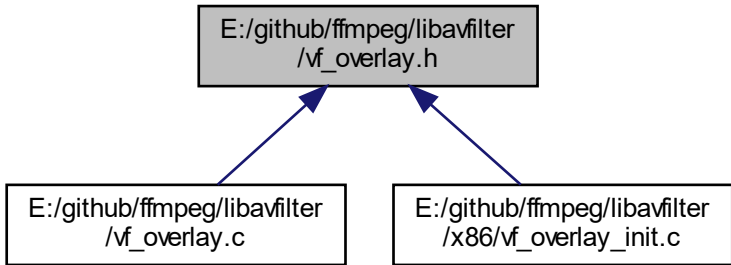 E:/github/ffmpeg/libavfilter
/vf_overlay.h
E:/github/ffmpeg/libavfilter
/vf_overlay.c
E:/github/ffmpeg/libavfilter
/x86/vf_overlay_init.c